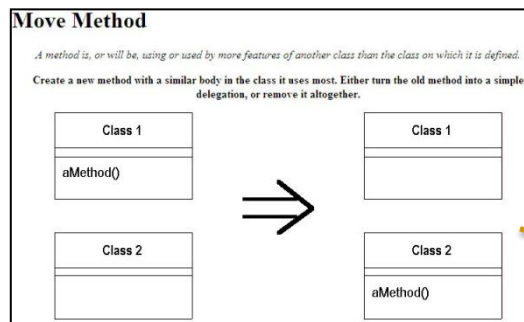 Move Method
A method is, or will be, using or used by more features of another class than the class on which it is defined.
Create a new method with a similar body in the class it uses most. Either turn the old method into a simple
delegation, or remove it altogether.
Class 1
aMethod()
Class 2
Class 1
Class 2
aMethod()